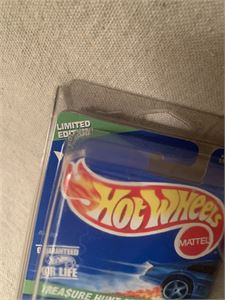 LIMITED
EDITION
HOT WHEELS
MATTEL
GUARANTEED
FOR LIFE
TREASURE HUNT